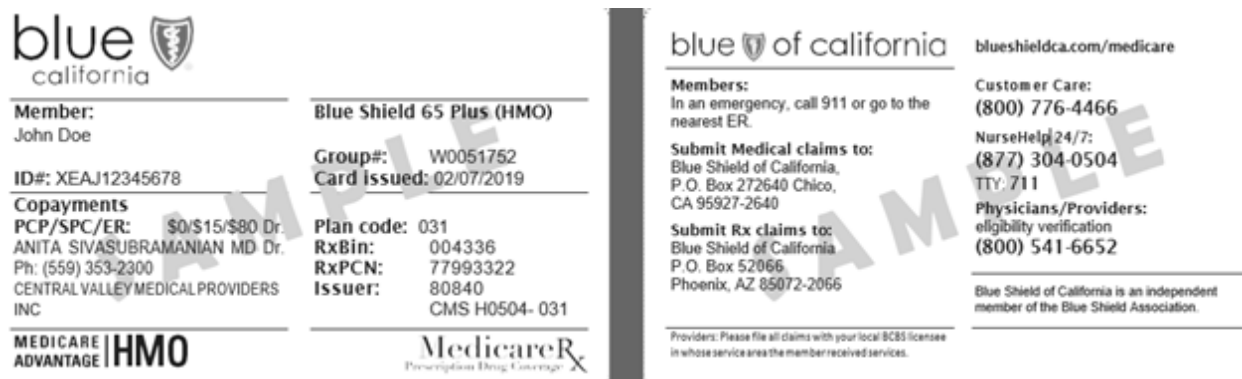 blue
california
Member:
John Doe
ID#: XEAJ12345678
Blue Shield 65 Plus (HMO)
Group#: W0051752
Card issued: 02/07/2019
Copayments
PCP/SPC/ER: $0/$15/$80 Dr.
ANITA SIVASUBRAMANIAN MD Dr.
Ph: (559) 353-2300
CENTRAL VALLEY MEDICAL PROVIDERS
INC
Plan code: 031
RxBin: 004336
RxPCN: 77993322
Issuer: 80840
CMS H0504- 031
MEDICARE
ADVANTAGE HMO
MedicareRx
Prescription Drug Coverage
SAMPLE
blue of california
Members:
In an emergency, call 911 or go to the
nearest ER.
Submit Medical claims to:
Blue Shield of California,
P.O. Box 272640 Chico,
CA 95927-2640
Submit Rx claims to:
Blue Shield of California
P.O. Box 52066
Phoenix, AZ 85072-2066
Providers: Please file all claims with your local BCBS licensee
in whose service area the member received services.
blueshieldca.com/medicare
Customer Care:
(800) 776-4466
NurseHelp 24/7:
(877) 304-0504
TTY: 711
Physicians/Providers:
eligibility verification
(800) 541-6652
Blue Shield of California is an independent
member of the Blue Shield Association.
SAMPLE